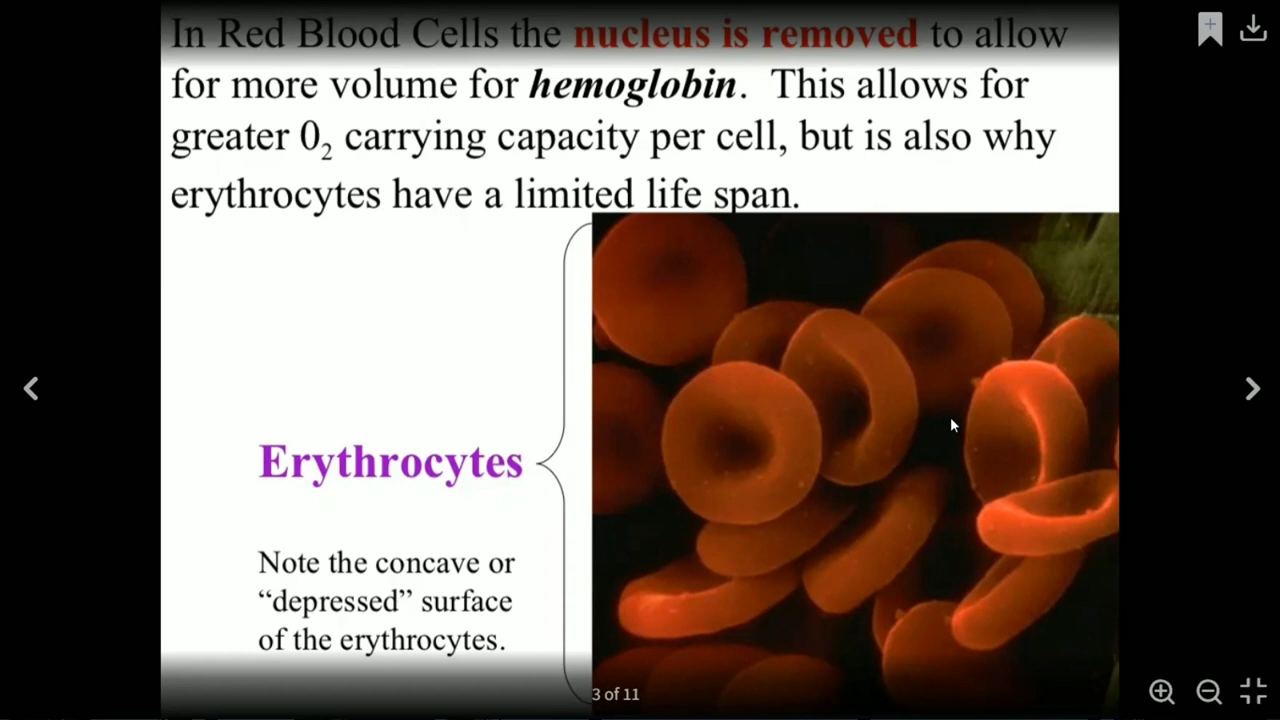 In Red Blood Cells the nucleus is removed to allow
for more volume for hemoglobin. This allows for
greater 0₂ carrying capacity per cell, but is also why
erythrocytes have a limited life span.
Erythrocytes
Note the concave or
“depressed” surface
of the erythrocytes.
3 of 11